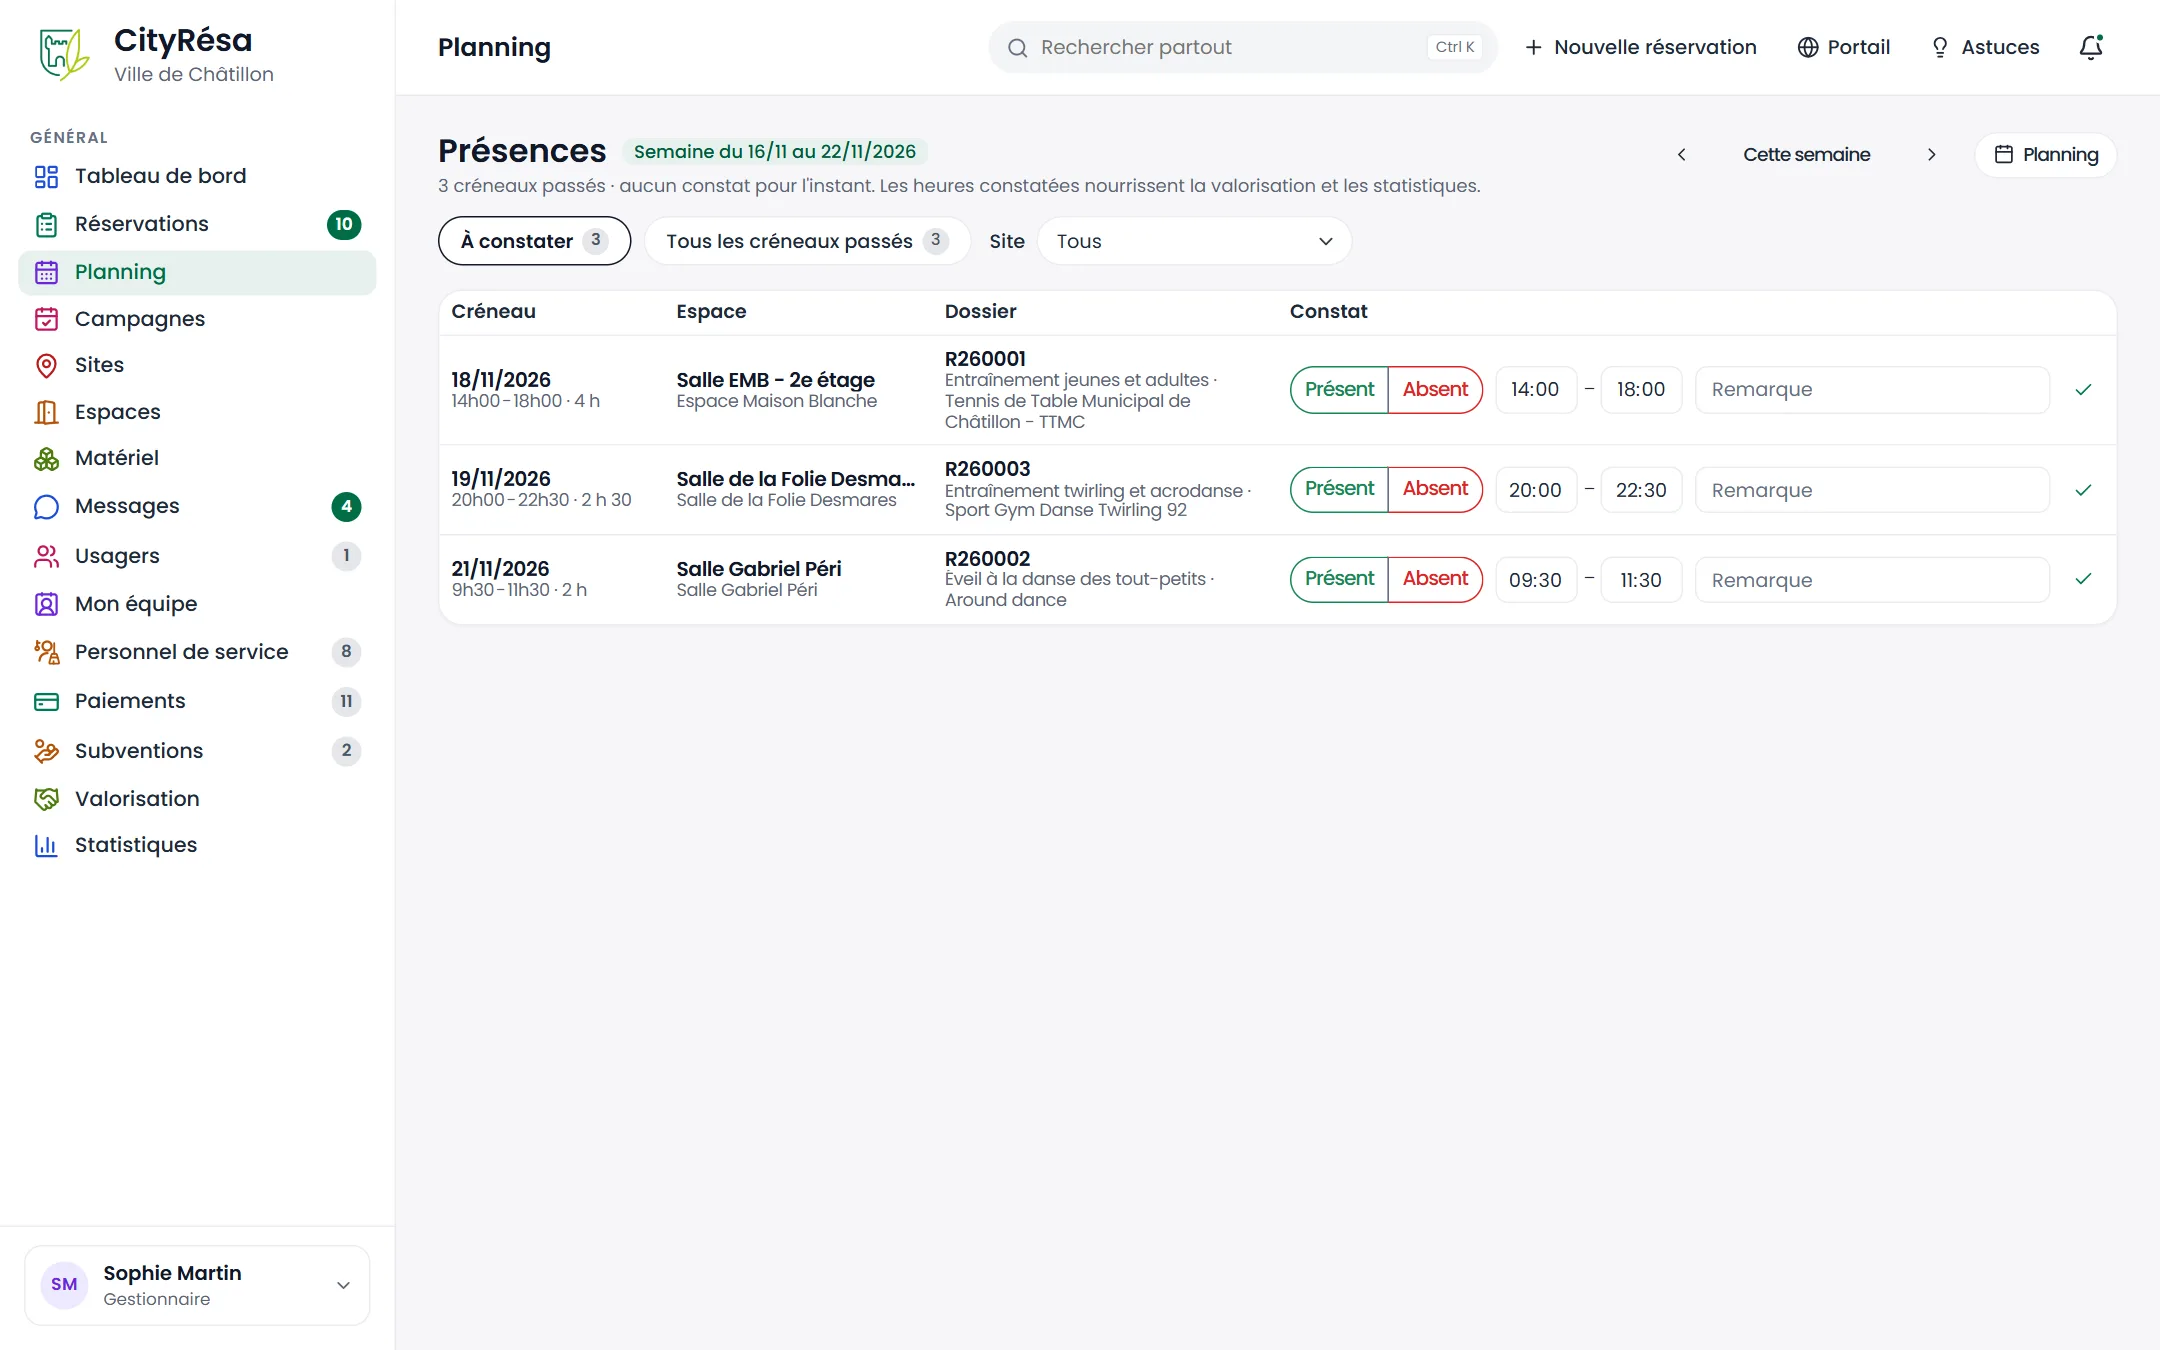 CityRésa
Ville de Châtillon
GÉNÉRAL
Tableau de bord
Réservations 10
Planning
Campagnes
Sites
Espaces
Matériel
Messages 4
Usagers 1
Mon équipe
Personnel de service 8
Paiements 11
Subventions 2
Valorisation
Statistiques
SM
Sophie Martin
Gestionnaire
Planning
Rechercher partout Ctrl K
Nouvelle réservation
Portail
Astuces
Présences Semaine du 16/11 au 22/11/2026
3 créneaux passés · aucun constat pour l'instant. Les heures constatées nourrissent la valorisation et les statistiques.
Cette semaine
Planning
À constater 3
Tous les créneaux passés 3
Site Tous
Créneau Espace Dossier Constat
18/11/2026
14h00-18h00 · 4 h
Salle EMB - 2e étage
Espace Maison Blanche
R260001
Entraînement jeunes et adultes ·
Tennis de Table Municipal de
Châtillon - TTMC
Présent Absent 14:00 – 18:00 Remarque
19/11/2026
20h00-22h30 · 2 h 30
Salle de la Folie Desma...
Salle de la Folie Desmares
R260003
Entraînement twirling et acrodanse ·
Sport Gym Danse Twirling 92
Présent Absent 20:00 – 22:30 Remarque
21/11/2026
9h30-11h30 · 2 h
Salle Gabriel Péri
Salle Gabriel Péri
R260002
Éveil à la danse des tout-petits ·
Around dance
Présent Absent 09:30 – 11:30 Remarque